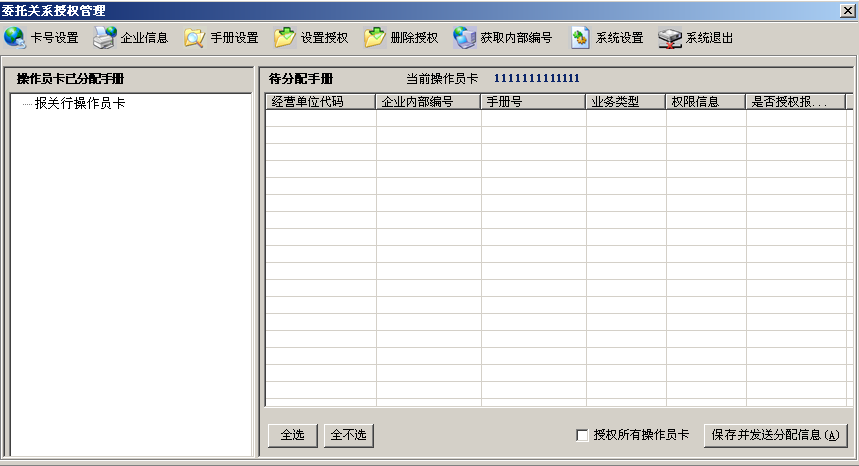 委托关系授权管理
卡号设置 企业信息 手册设置 设置授权 删除授权 获取内部编号 系统设置 系统退出
操作员卡已分配手册
报关行操作员卡
待分配手册 当前操作员卡 1111111111111
经营单位代码 企业内部编号 手册号 业务类型 权限信息 是否授权报...
全选 全不选 授权所有操作员卡 保存并发送分配信息(A)